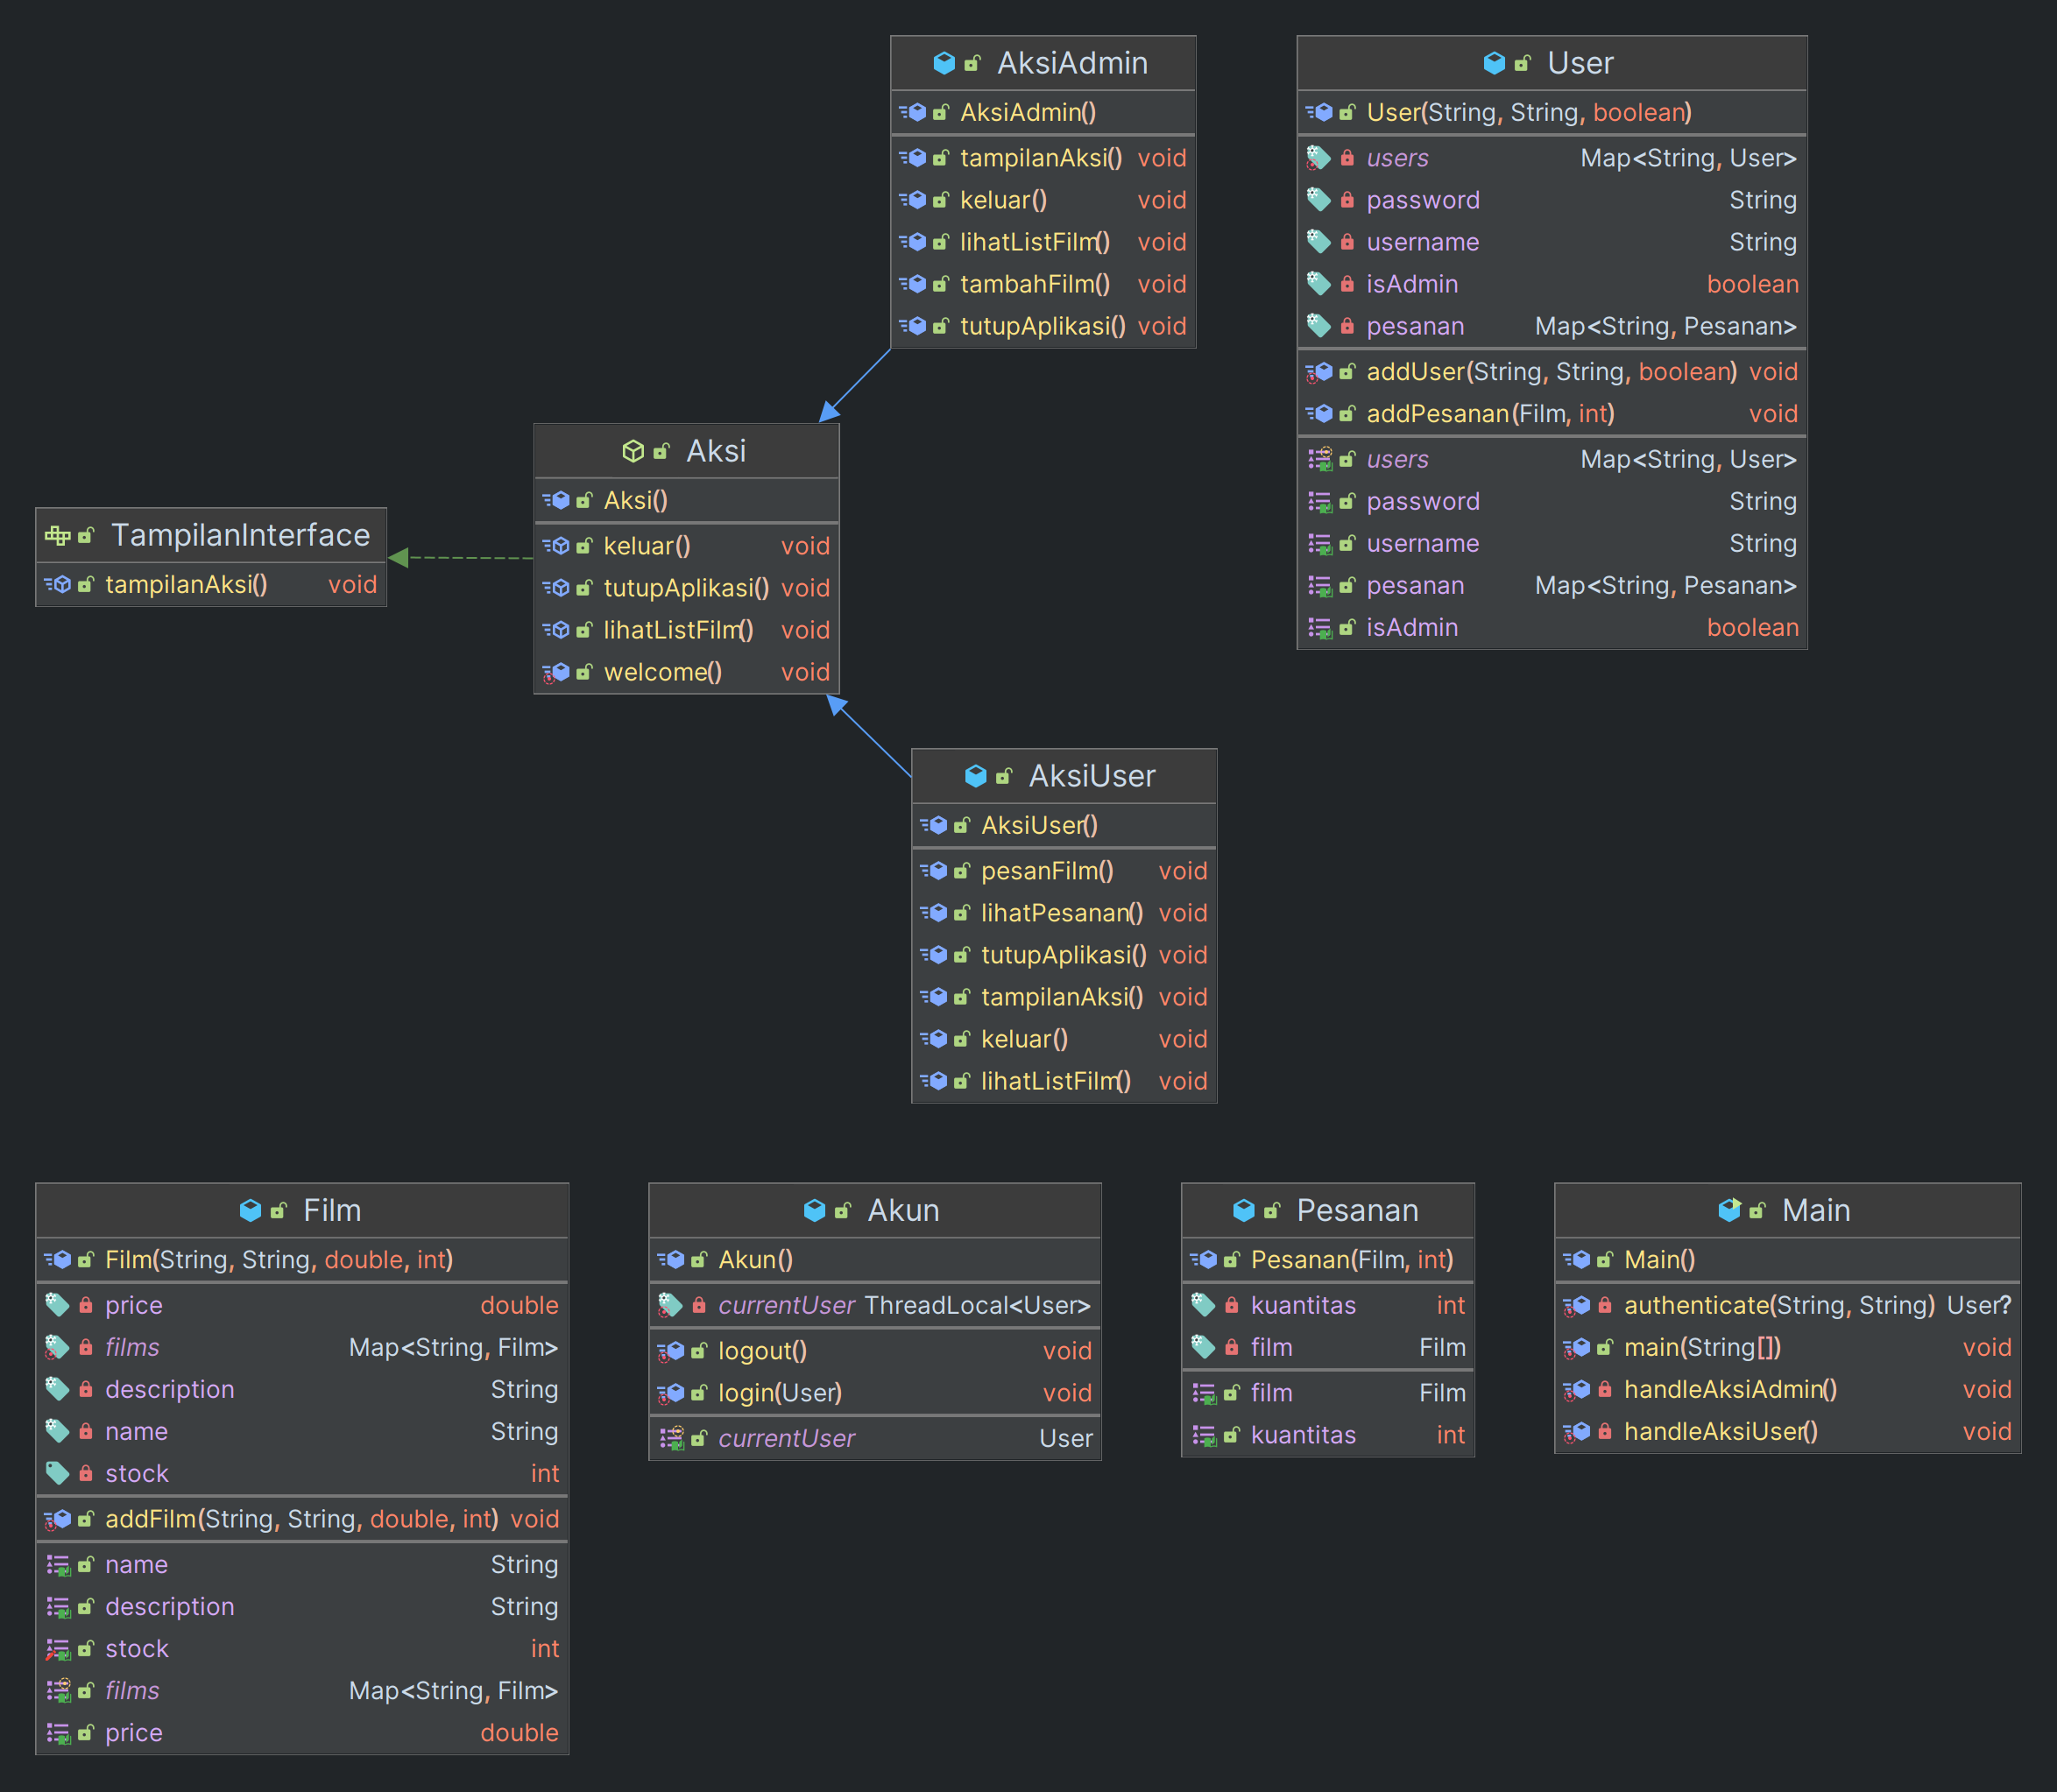 AksiAdmin
AksiAdmin()
tampilanAksi() void
keluar() void
lihatListFilm() void
tambahFilm() void
tutupAplikasi() void
User
User(String, String, boolean)
users Map<String, User>
password String
username String
isAdmin boolean
pesanan Map<String, Pesanan>
addUser(String, String, boolean) void
addPesanan(Film, int) void
users Map<String, User>
password String
username String
pesanan Map<String, Pesanan>
isAdmin boolean
Aksi
Aksi()
keluar() void
tutupAplikasi() void
lihatListFilm() void
welcome() void
TampilanInterface
tampilanAksi() void
AksiUser
AksiUser()
pesanFilm() void
lihatPesanan() void
tutupAplikasi() void
tampilanAksi() void
keluar() void
lihatListFilm() void
Film
Film(String, String, double, int)
price double
films Map<String, Film>
description String
name String
stock int
addFilm(String, String, double, int) void
name String
description String
stock int
films Map<String, Film>
price double
Akun
Akun()
currentUser ThreadLocal<User>
logout() void
login(User) void
currentUser User
Pesanan
Pesanan(Film, int)
kuantitas int
film Film
film Film
kuantitas int
Main
Main()
authenticate(String, String) User?
main(String[]) void
handleAksiAdmin() void
handleAksiUser() void